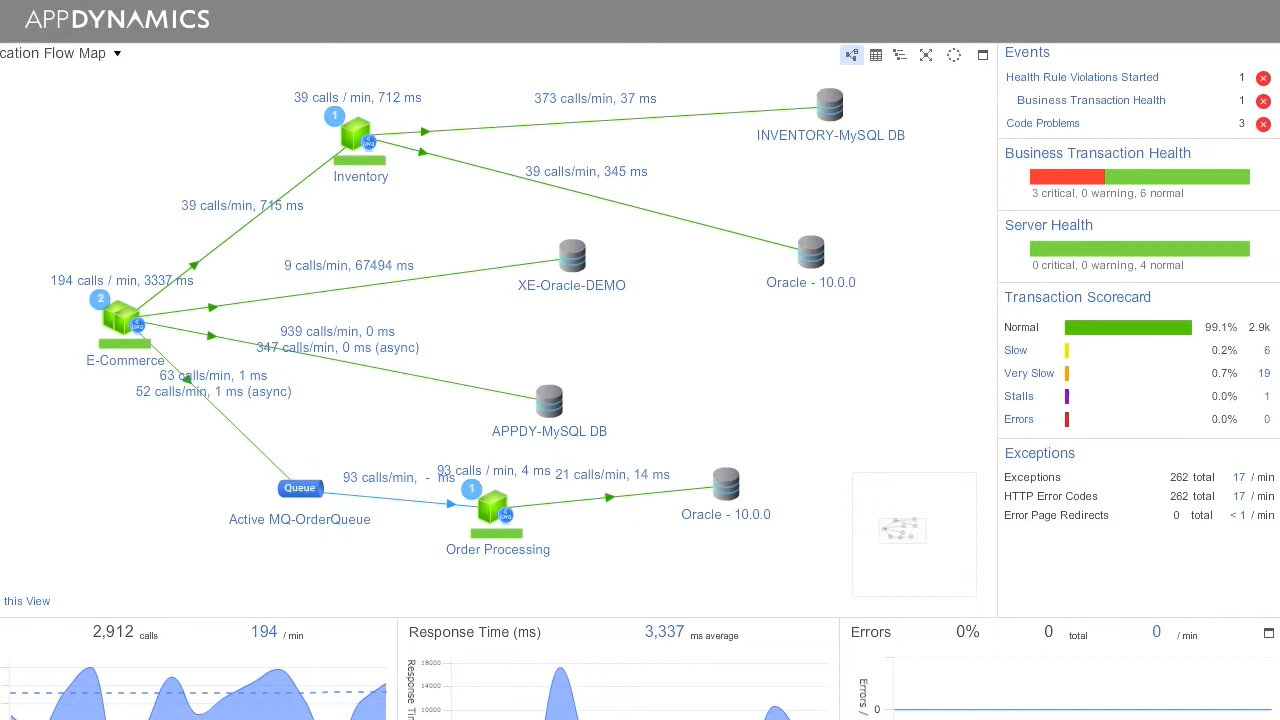 APPDYNAMICS
cation Flow Map
39 calls / min, 712 ms
1
Java
Inventory
373 calls/min, 37 ms
INVENTORY-MySQL DB
39 calls/min, 345 ms
Oracle - 10.0.0
39 calls/min, 715 ms
194 calls / min, 3337 ms
2
Java
E-Commerce
9 calls/min, 67494 ms
XE-Oracle-DEMO
939 calls/min, 0 ms
347 calls/min, 0 ms (async)
APPDY-MySQL DB
63 calls/min, 1 ms
52 calls/min, 1 ms (async)
Queue
Active MQ-OrderQueue
93 calls/min, - ms
93 calls / min, 4 ms
1
Java
Order Processing
21 calls/min, 14 ms
Oracle - 10.0.0
this View
Events
Health Rule Violations Started 1
Business Transaction Health 1
Code Problems 3
Business Transaction Health
3 critical, 0 warning, 6 normal
Server Health
0 critical, 0 warning, 4 normal
Transaction Scorecard
Normal 99.1% 2.9k
Slow 0.2% 6
Very Slow 0.7% 19
Stalls 0.0% 1
Errors 0.0% 0
Exceptions
Exceptions 262 total 17 / min
HTTP Error Codes 262 total 17 / min
Error Page Redirects 0 total < 1 / min
2,912 calls 194 / min
Response Time (ms) 3,337 ms average
Response Tin
18000
14000
10000
Errors 0% 0 total 0 / min
Errors /
0